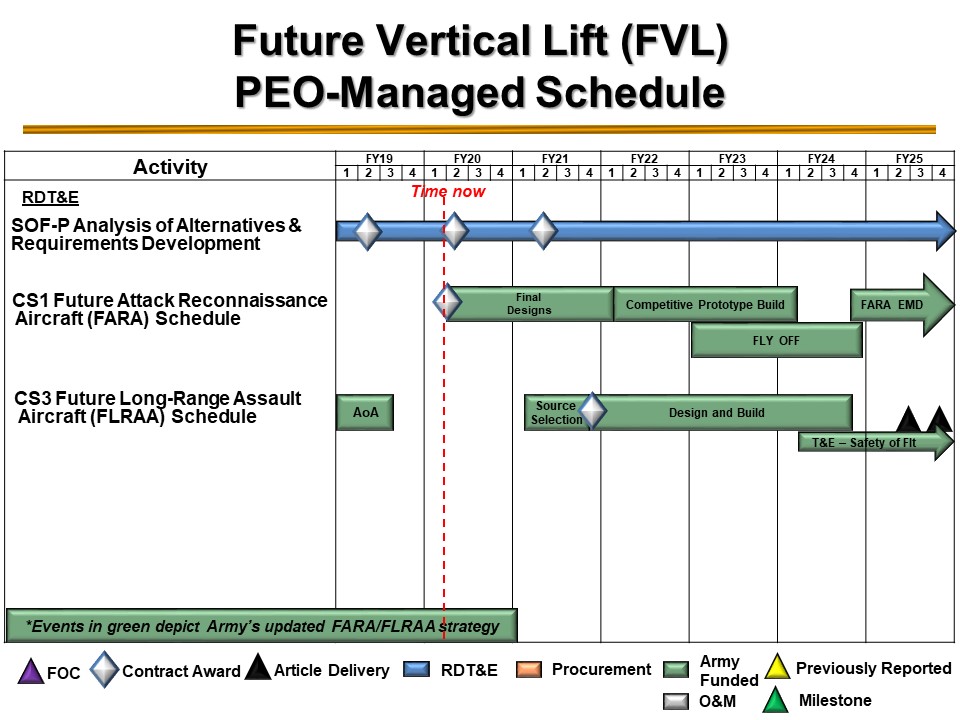 Future Vertical Lift (FVL)
PEO-Managed Schedule
Activity
FY19 FY20 FY21 FY22 FY23 FY24 FY25
1 2 3 4 1 2 3 4 1 2 3 4 1 2 3 4 1 2 3 4 1 2 3 4 1 2 3 4
Time now
RDT&E
SOF-P Analysis of Alternatives &
Requirements Development
CS1 Future Attack Reconnaissance
Aircraft (FARA) Schedule
Final
Designs
Competitive Prototype Build
FARA EMD
FLY OFF
CS3 Future Long-Range Assault
Aircraft (FLRAA) Schedule
AoA
Source
Selection
Design and Build
T&E – Safety of Flt
*Events in green depict Army's updated FARA/FLRAA strategy
FOC
Contract Award
Article Delivery
RDT&E
Procurement
Army
Funded
Previously Reported
O&M
Milestone